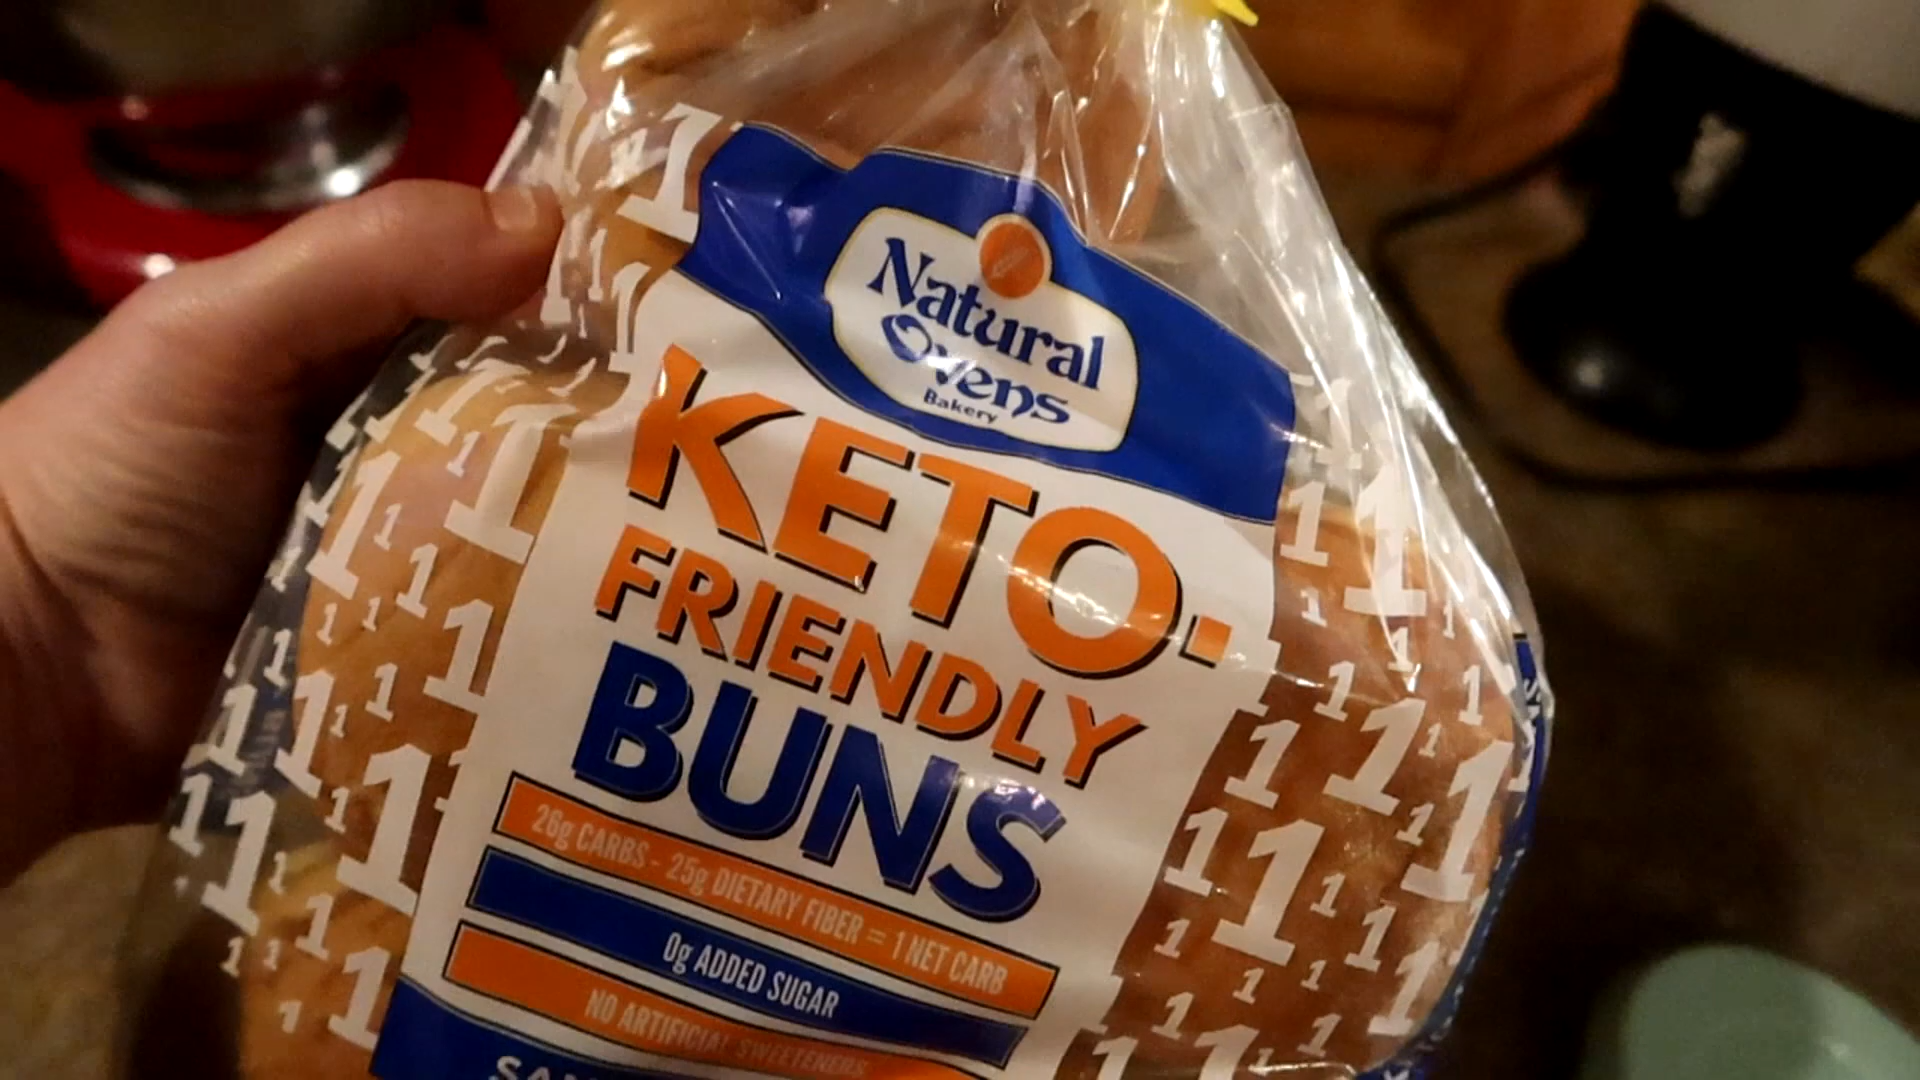 Natural
Ovens
Bakery
KETO-
FRIENDLY
BUNS
26g CARBS - 25g DIETARY FIBER = 1 NET CARB
0g ADDED SUGAR
NO ARTIFICIAL SWEETENERS